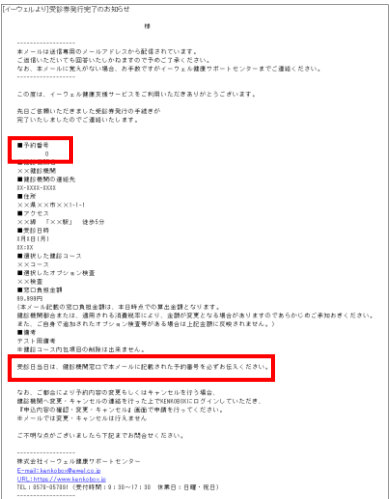 [イーウェルより]受診券発行完了のお知らせ
様
------------------
本メールは送信専用のメールアドレスから配信されています。
ご返信いただいても回答いたしかねますので予めご了承ください。
なお、本メールに覚えがない場合、お手数ですがイーウェル健康サポートセンターまでご連絡ください。
------------------
この度は、イーウェル健康支援サービスをご利用いただきありがとうございます。
先日ご依頼いただきました受診券発行の手続きが
完了いたしましたのでご連絡いたします。
■予約番号
0
××健診機関
■健診機関の連絡先
XX-XXXX-XXXX
■住所
××県××市××1-1-1
■アクセス
××線 『××駅』 徒歩5分
■受診日時
X月X日(月)
XX:XX
■選択した健診コース
××コース
■選択したオプション検査
××検査
■窓口負担金額
99,999円
(本メール記載の窓口負担金額は、本日時点での算出金額となります。
健診機関都合または、適用される消費税率により、金額が変更となる場合がありますのであらかじめご承知おきください。
また、ご自身で追加されたオプション検査等がある場合は上記金額に反映されません。)
■備考
テスト用備考
※健診コース内包項目の削除は出来ません。
受診日当日は、健診機関窓口で本メールに記載された予約番号を必ずお伝えください。
なお、ご都合により予約内容の変更もしくはキャンセルを行う場合、
健診機関へ変更・キャンセルの連絡を行った上でKENKOBOXにログインしていただき、
『申込内容の確認・変更・キャンセル』画面で申請を行ってください。
※メールでは変更・キャンセルは行えません
ご不明な点がございましたら下記までお問合せください。
------------------
株式会社イーウェル健康サポートセンター
E-mail:kenkobox@ewel.co.jp
URL:https://www.kenkobox.jp
TEL:0570-057091 (受付時間:9:30~17:30 休業日:日曜・祝日)
------------------